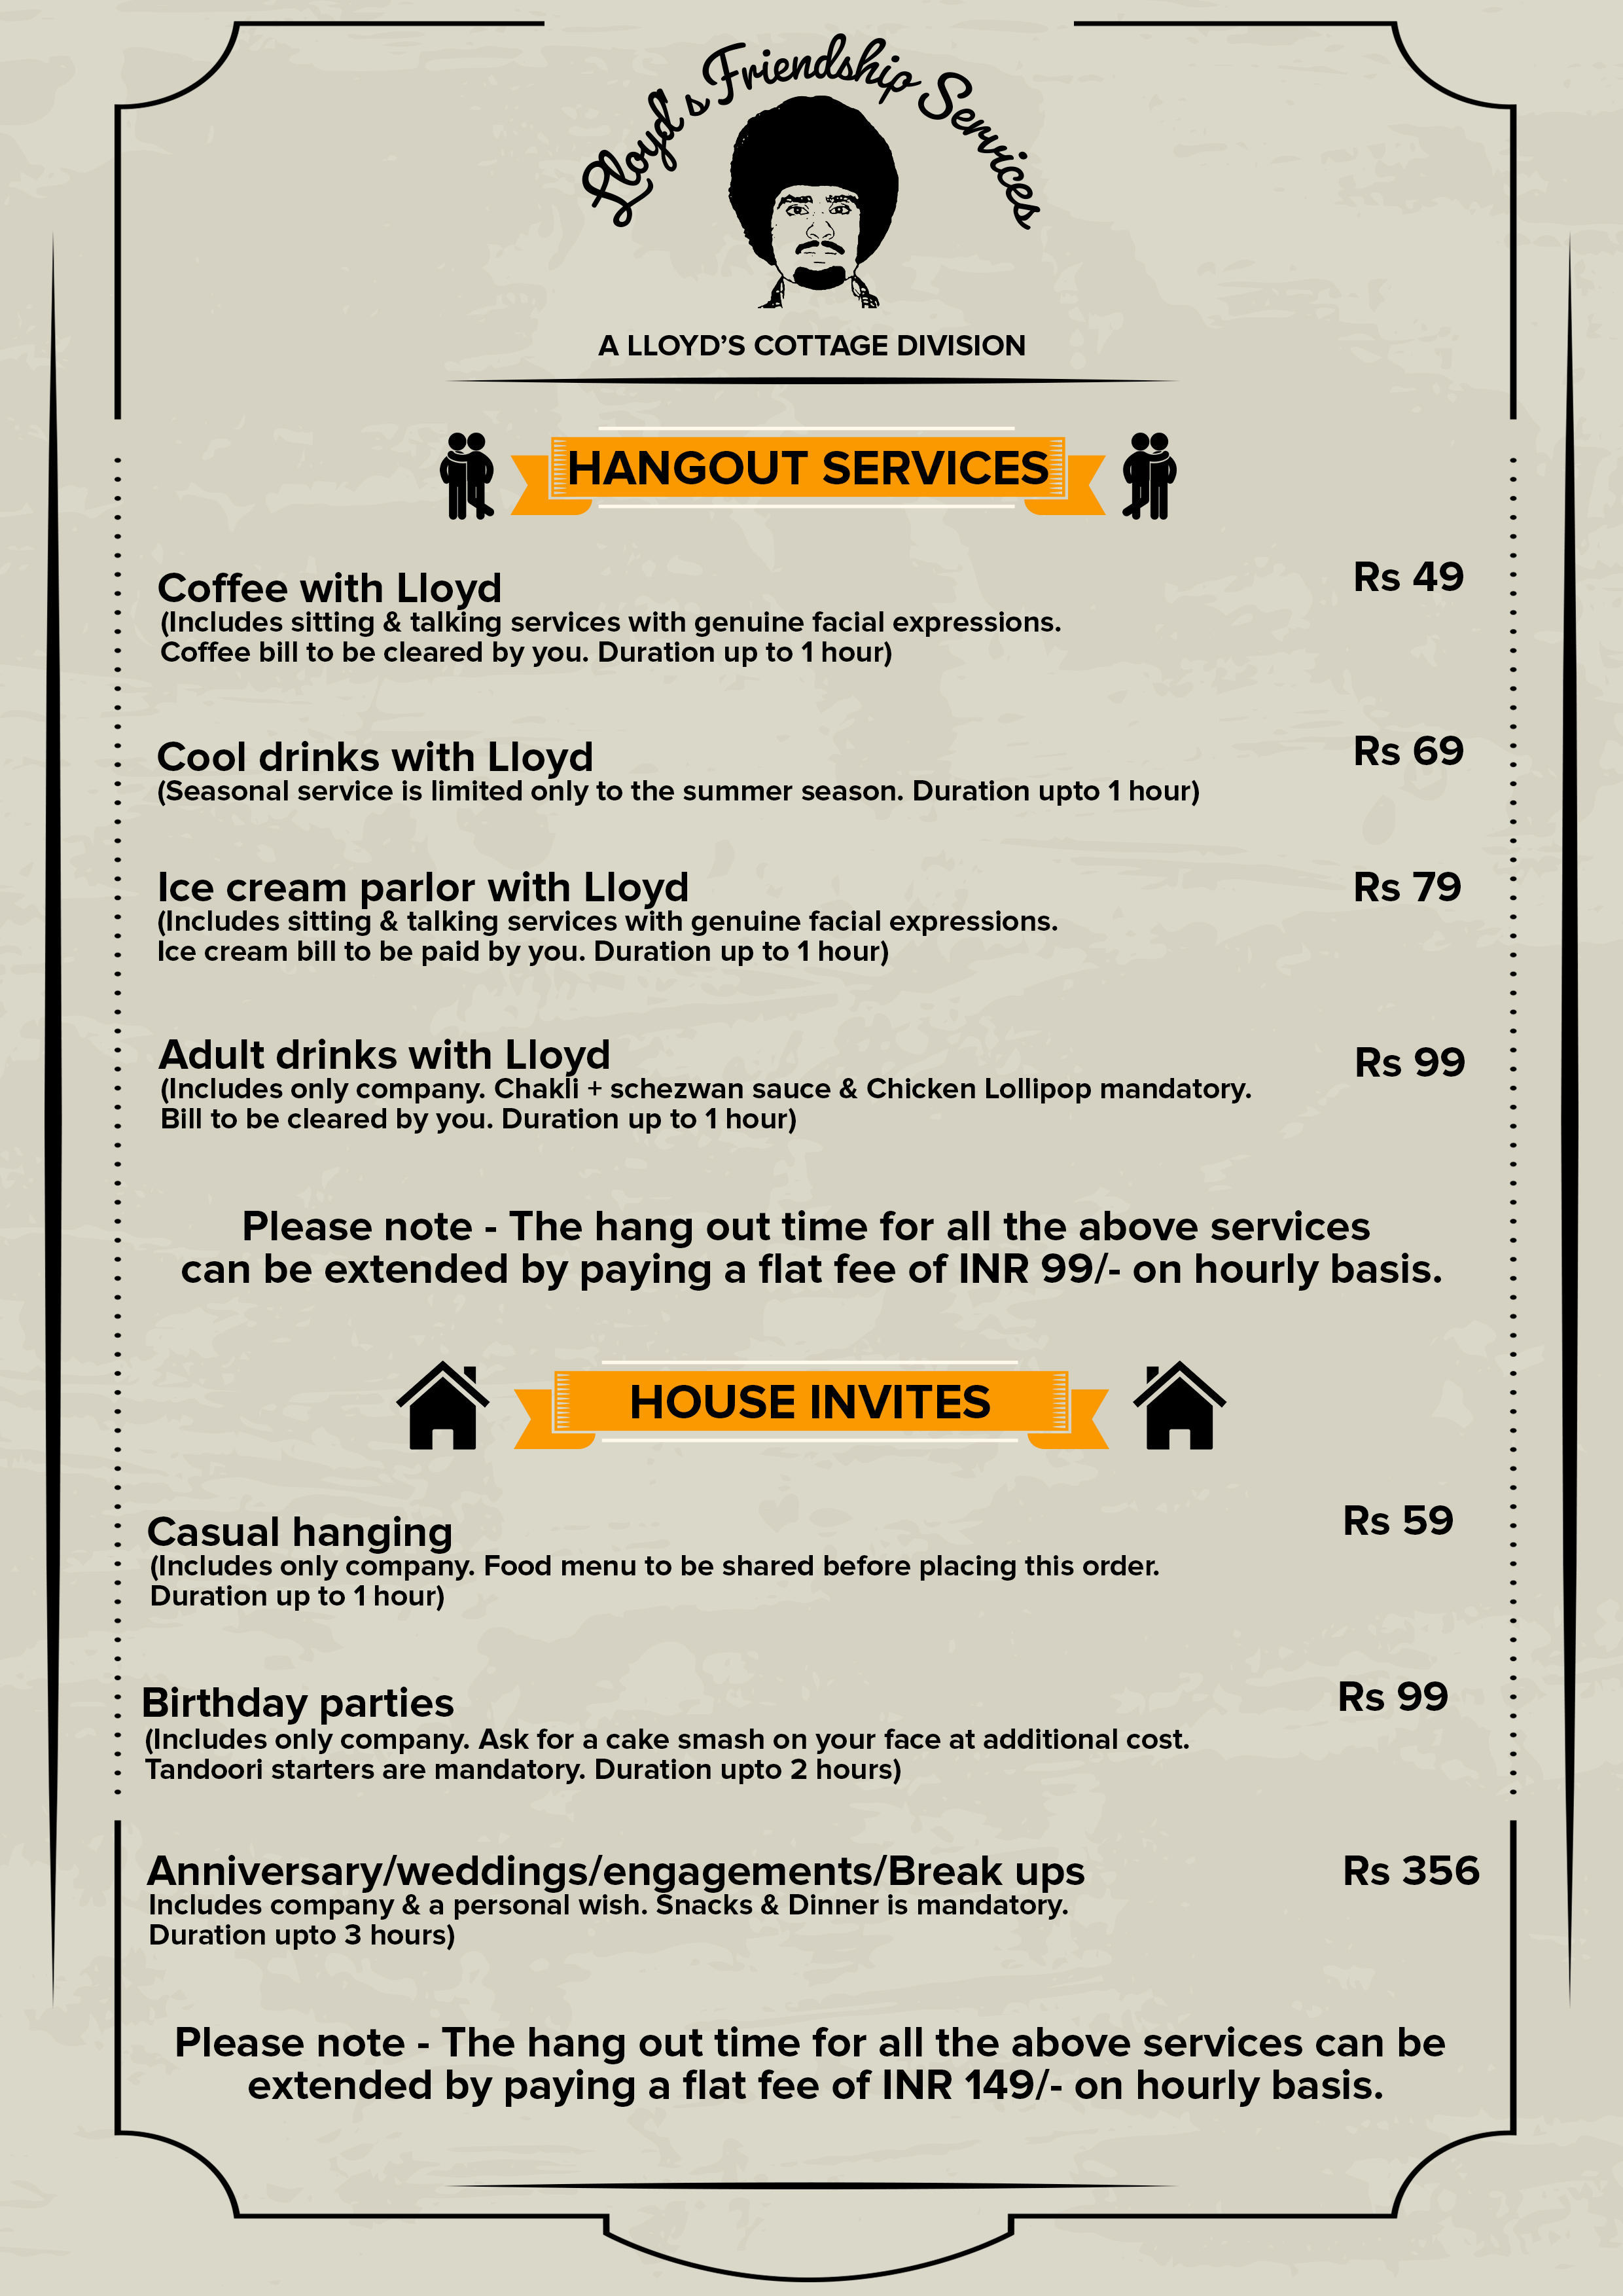 Lloyd's Friendship Services
A LLOYD’S COTTAGE DIVISION
HANGOUT SERVICES
Coffee with Lloyd
Rs 49
(Includes sitting & talking services with genuine facial expressions.
Coffee bill to be cleared by you. Duration up to 1 hour)
Cool drinks with Lloyd
Rs 69
(Seasonal service is limited only to the summer season. Duration upto 1 hour)
Ice cream parlor with Lloyd
Rs 79
(Includes sitting & talking services with genuine facial expressions.
Ice cream bill to be paid by you. Duration up to 1 hour)
Adult drinks with Lloyd
Rs 99
(Includes only company. Chakli + schezwan sauce & Chicken Lollipop mandatory.
Bill to be cleared by you. Duration up to 1 hour)
Please note - The hang out time for all the above services
can be extended by paying a flat fee of INR 99/- on hourly basis.
HOUSE INVITES
Casual hanging
Rs 59
(Includes only company. Food menu to be shared before placing this order.
Duration up to 1 hour)
Birthday parties
Rs 99
(Includes only company. Ask for a cake smash on your face at additional cost.
Tandoori starters are mandatory. Duration upto 2 hours)
Anniversary/weddings/engagements/Break ups
Rs 356
Includes company & a personal wish. Snacks & Dinner is mandatory.
Duration upto 3 hours)
Please note - The hang out time for all the above services can be
extended by paying a flat fee of INR 149/- on hourly basis.